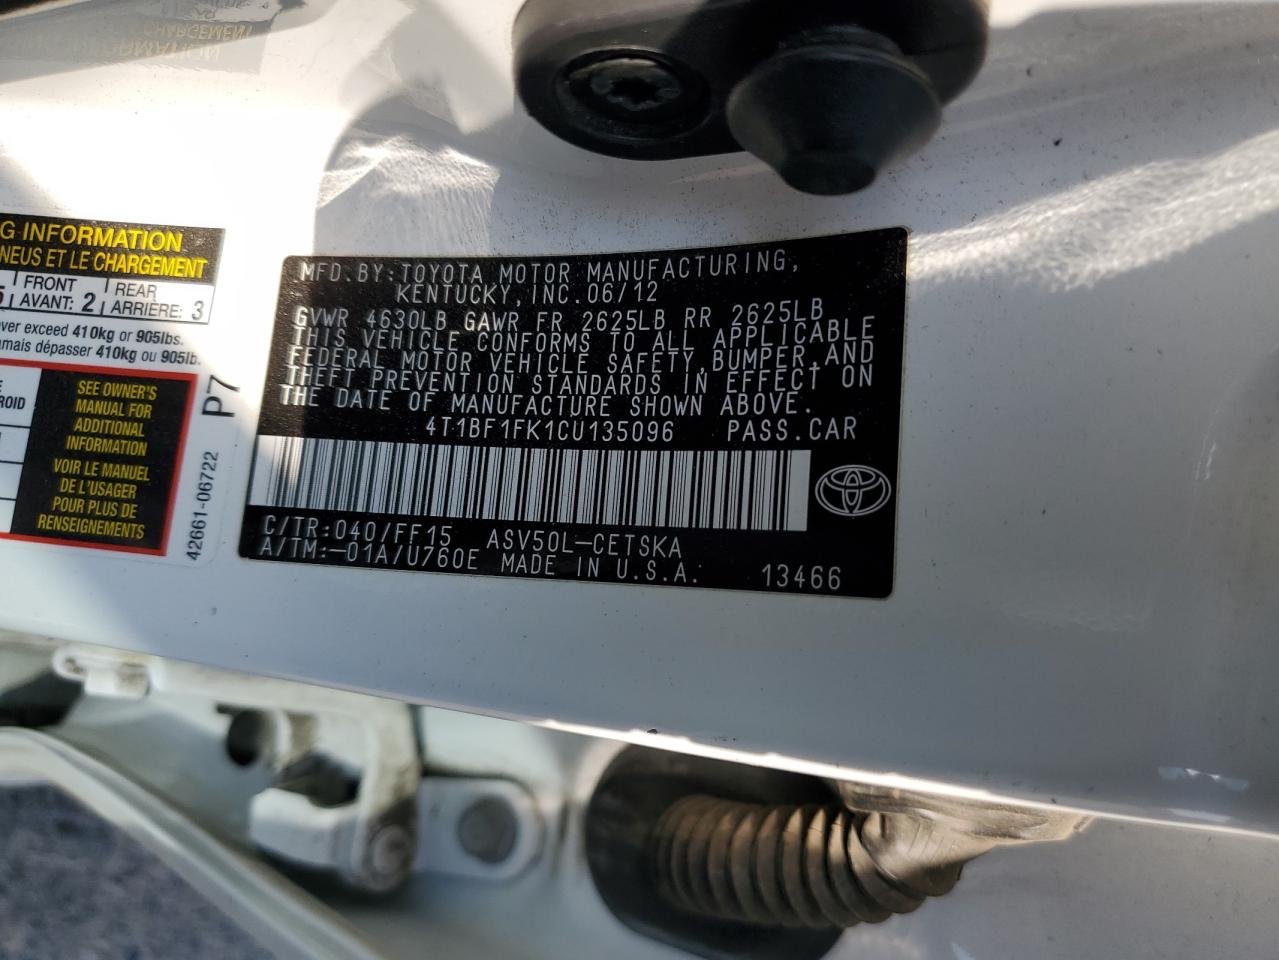 G INFORMATION
NEUS ET LE CHARGEMENT
5 FRONT REAR
AVANT: 2 ARRIÈRE: 3
ver exceed 410kg or 905lbs.
amais dépasser 410kg ou 905lb.
E
ROID
SEE OWNER'S
MANUAL FOR
ADDITIONAL
INFORMATION
VOIR LE MANUEL
DE L'USAGER
POUR PLUS DE
RENSEIGNEMENTS
P7
42661-06722
MFD.BY:TOYOTA MOTOR MANUFACTURING,
KENTUCKY,INC.06/12
GVWR 4630LB GAWR FR 2625LB RR 2625LB
THIS VEHICLE CONFORMS TO ALL APPLICABLE
FEDERAL MOTOR VEHICLE SAFETY,BUMPER,AND
THEFT PREVENTION STANDARDS IN EFFECT ON
THE DATE OF MANUFACTURE SHOWN ABOVE.
4T1BF1FK1CU135096 PASS.CAR
C/TR:040/FF15 ASV50L-CETSKA
A/TM:-01A/U760E MADE IN U.S.A. 13466